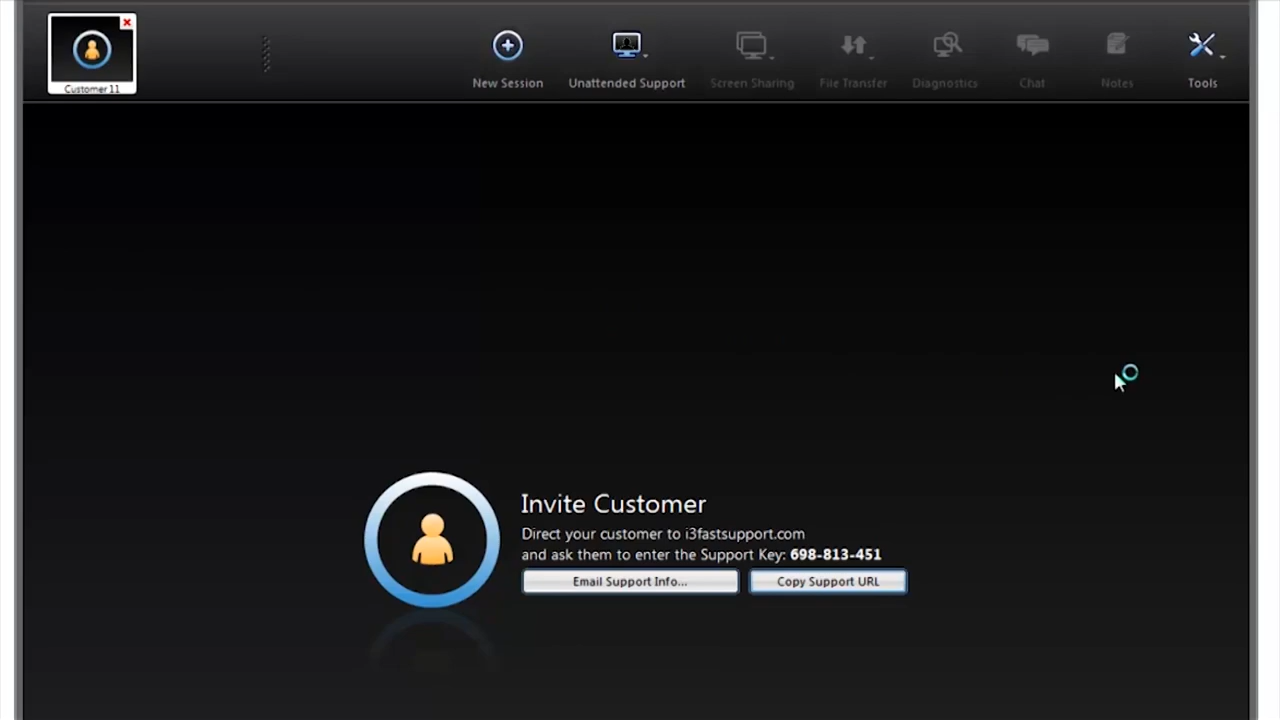 Customer 11
New Session
Unattended Support
Screen Sharing
File Transfer
Diagnostics
Chat
Notes
Tools
Invite Customer
Direct your customer to i3fastsupport.com
and ask them to enter the Support Key: 698-813-451
Email Support Info...
Copy Support URL